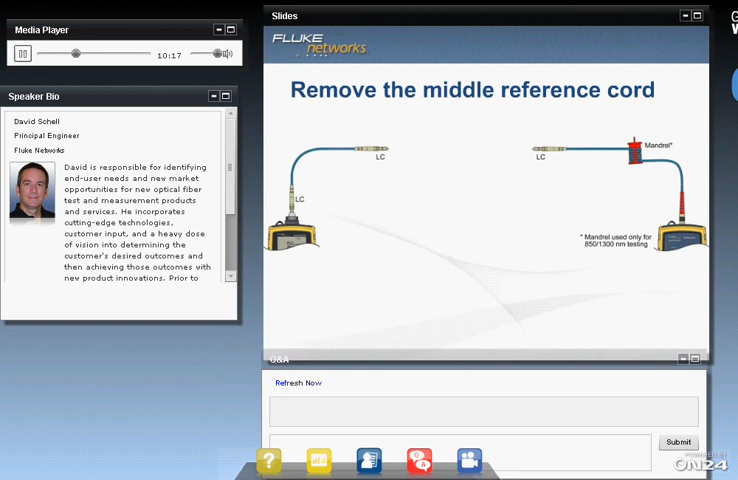 Media Player
10:17
Speaker Bio
David Schell
Principal Engineer
Fluke Networks
David is responsible for identifying
end-user needs and new market
opportunities for new optical fiber
test and measurement products
and services. He incorporates
cutting-edge technologies,
customer input, and a heavy dose
of vision into determining the
customer's desired outcomes and
then achieving those outcomes with
new product innovations. Prior to
Slides
FLUKE
networks
Remove the middle reference cord
LC
LC
LC
Mandrel*
* Mandrel used only for
850/1300 nm testing
Q&A
Refresh Now
Submit
?
Q
A
POWERED BY
ON24
G
W